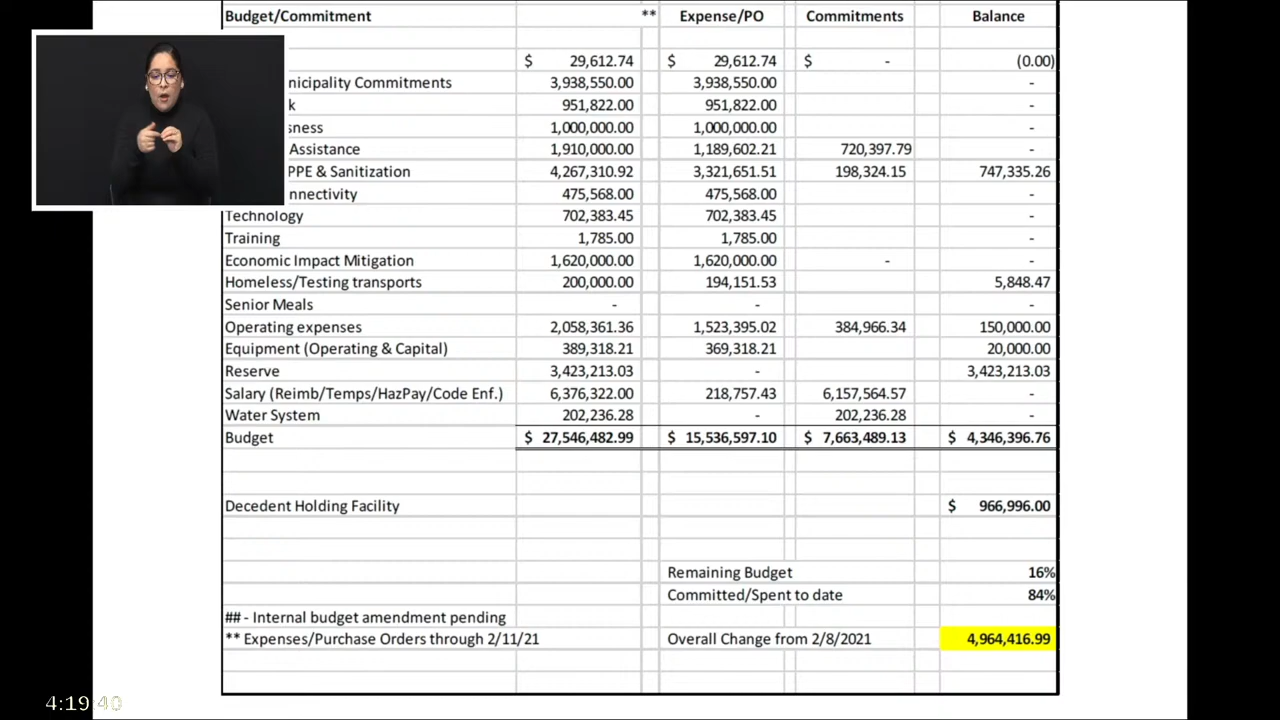 Budget/Commitment ** Expense/PO Commitments Balance
$ 29,612.74 $ 29,612.74 $ - (0.00)
nicipality Commitments 3,938,550.00 3,938,550.00 -
k 951,822.00 951,822.00 -
sness 1,000,000.00 1,000,000.00 -
Assistance 1,910,000.00 1,189,602.21 720,397.79 -
PPE & Sanitization 4,267,310.92 3,321,651.51 198,324.15 747,335.26
nnectivity 475,568.00 475,568.00 -
Technology 702,383.45 702,383.45 -
Training 1,785.00 1,785.00 -
Economic Impact Mitigation 1,620,000.00 1,620,000.00 - -
Homeless/Testing transports 200,000.00 194,151.53 5,848.47
Senior Meals - - -
Operating expenses 2,058,361.36 1,523,395.02 384,966.34 150,000.00
Equipment (Operating & Capital) 389,318.21 369,318.21 20,000.00
Reserve 3,423,213.03 - 3,423,213.03
Salary (Reimb/Temps/HazPay/Code Enf.) 6,376,322.00 218,757.43 6,157,564.57 -
Water System 202,236.28 - 202,236.28 -
Budget $ 27,546,482.99 $ 15,536,597.10 $ 7,663,489.13 $ 4,346,396.76
Decedent Holding Facility $ 966,996.00
Remaining Budget 16%
Committed/Spent to date 84%
## - Internal budget amendment pending
** Expenses/Purchase Orders through 2/11/21 Overall Change from 2/8/2021 4,964,416.99
4:19:40